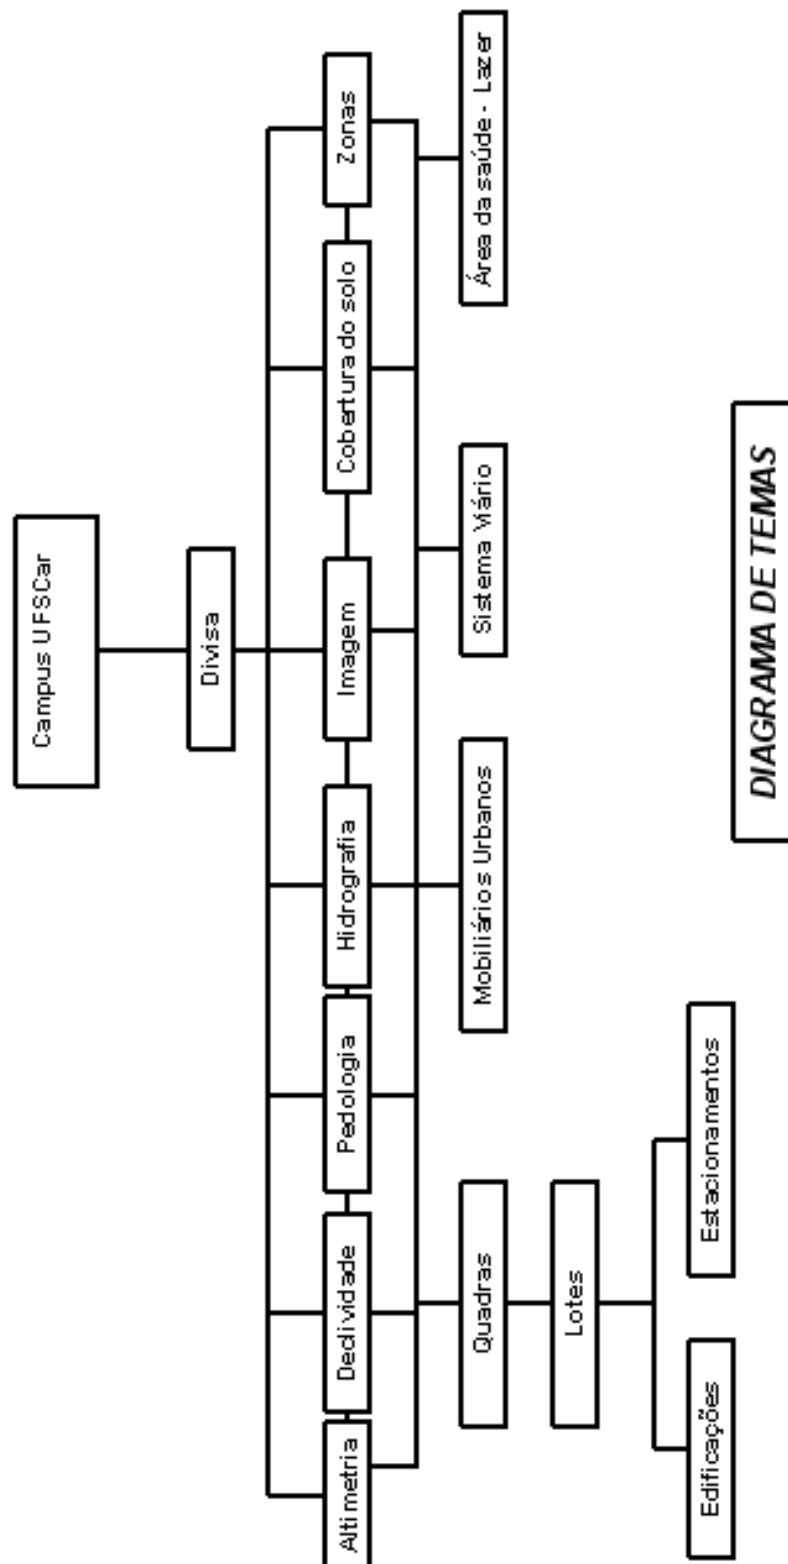 Campus UFSCar
Divisa
Altimetria
Declividade
Pedologia
Hidrografia
Imagem
Cobertura do solo
Zonas
Quadras
Mobiliários Urbanos
Sistema Viário
Área da saúde - Lazer
Lotes
Edificações
Estacionamentos
DIAGRAMA DE TEMAS